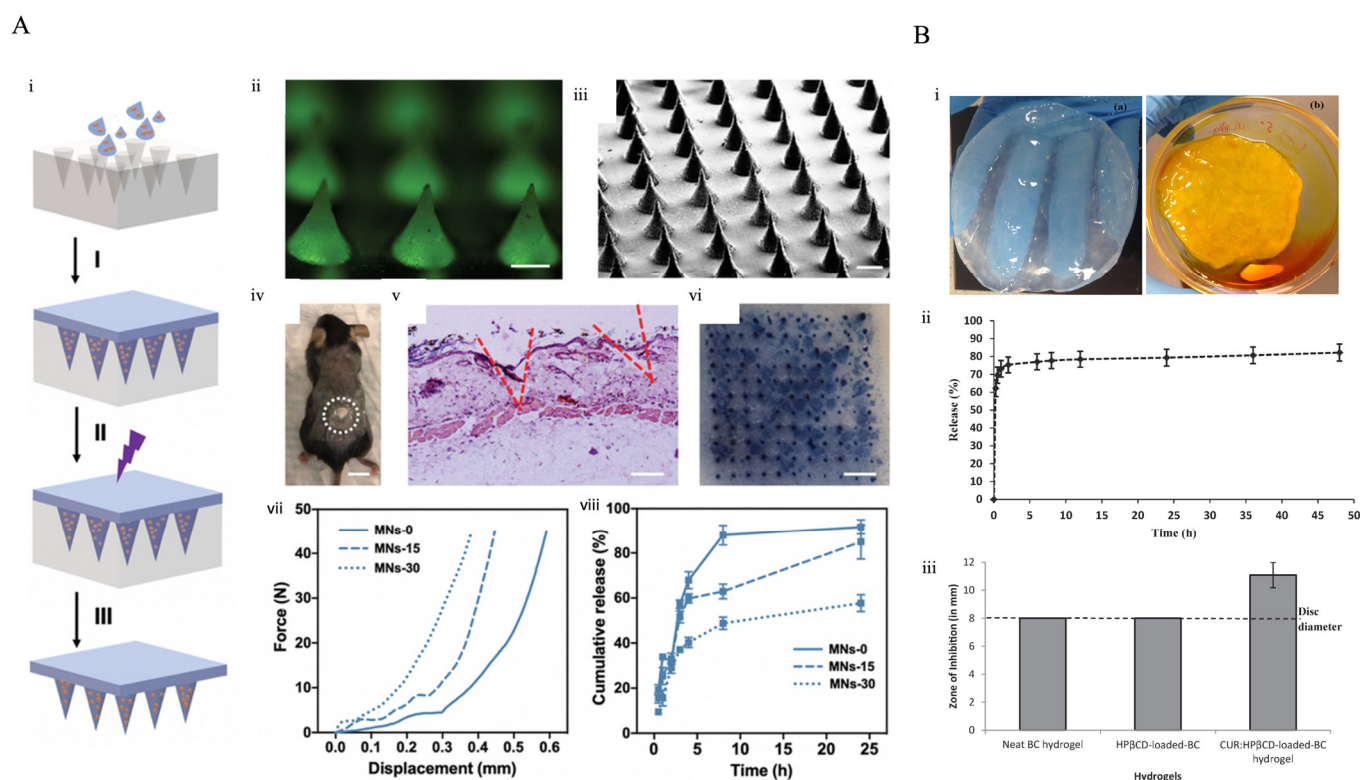 A
B
i
ii
iii
I
II
III
iv
v
vi
vii
MNs-0
MNs-15
MNs-30
50
40
30
20
10
0
Force (N)
0.0 0.1 0.2 0.3 0.4 0.5 0.6
Displacement (mm)
viii
100
80
60
40
20
0
Cumulative release (%)
MNs-0
MNs-15
MNs-30
0 5 10 15 20 25
Time (h)
i
(a)
(b)
ii
100
90
80
70
60
50
40
30
20
10
0
Release (%)
0 5 10 15 20 25 30 35 40 45 50
Time (h)
iii
12
10
8
6
4
2
0
Zone of Inhibition (in mm)
Disc
diameter
Neat BC hydrogel
HPβCD-loaded-BC
CUR:HPβCD-loaded-BC
hydrogel
Hydrogels